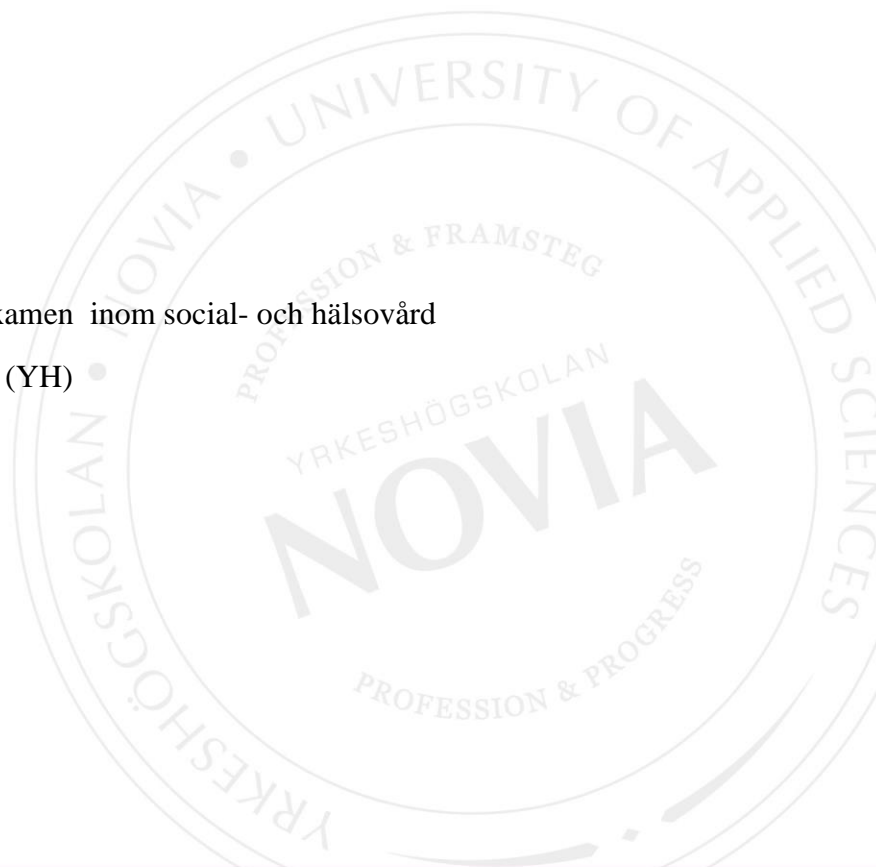 kamen inom social- och hälsovård
(YH)
YRKESHÖGSKOLAN • NOVIA • UNIVERSITY OF APPLIED SCIENCES
PROFESSION & FRAMSTEG
YRKESHÖGSKOLAN
NOVIA
PROFESSION & PROGRESS